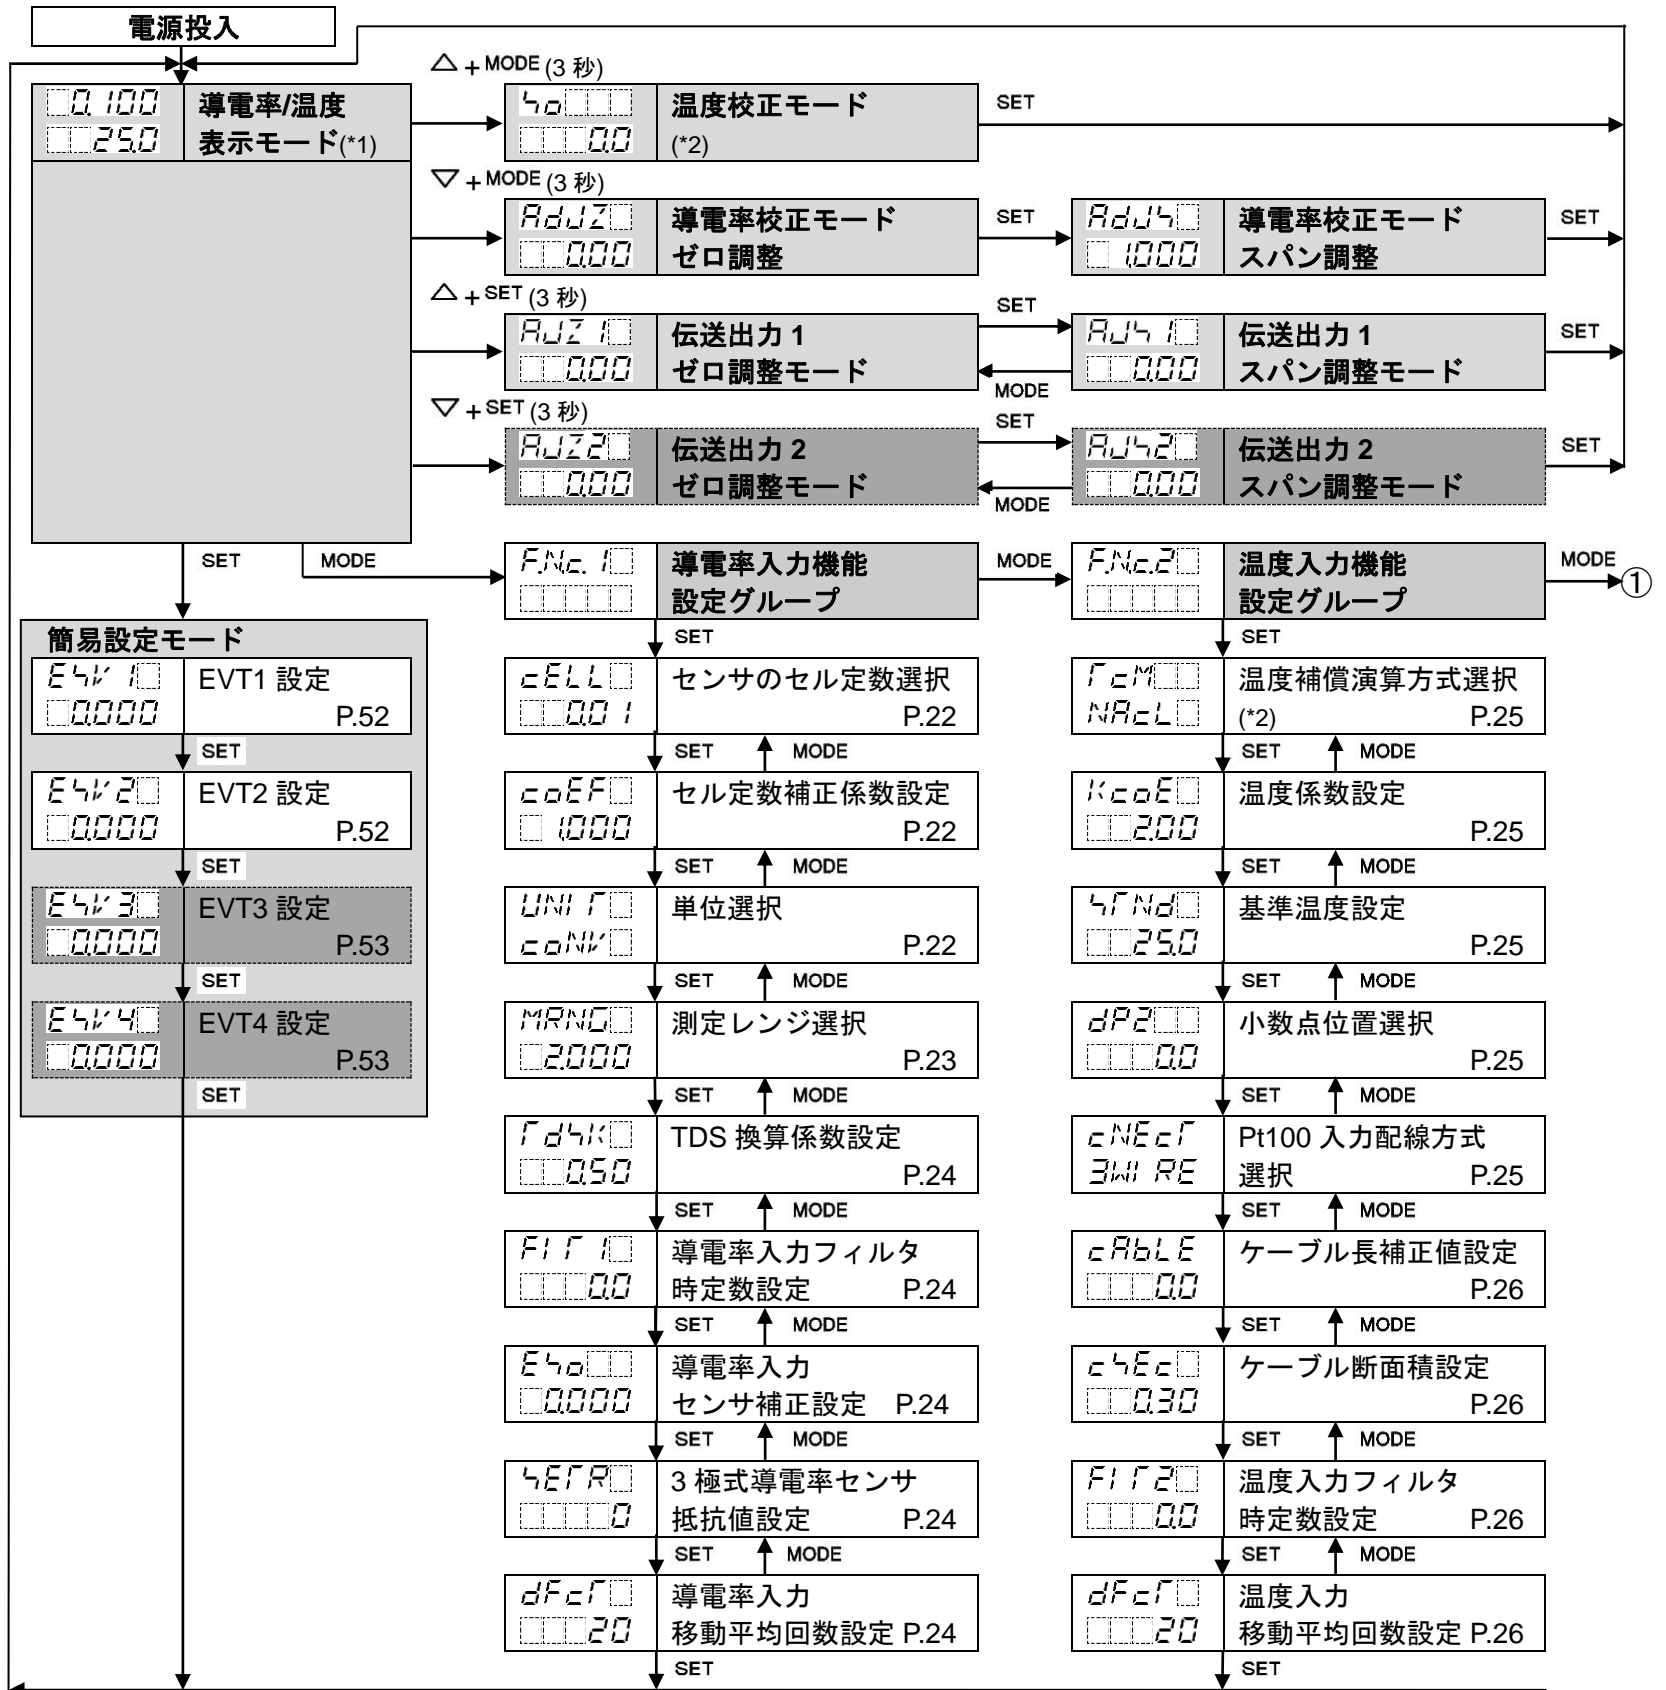 電源投入
0.100 導電率/温度
25.0 表示モード(*1)
△ + MODE (3 秒)
So 温度校正モード
0.0 (*2)
SET
▽ + MODE (3 秒)
AdJZ 導電率校正モード
0.00 ゼロ調整
SET
AdJS 導電率校正モード
1.000 スパン調整
SET
△ + SET (3 秒)
AJZ1 伝送出力 1
0.00 ゼロ調整モード
SET
MODE
AJS1 伝送出力 1
0.00 スパン調整モード
SET
▽ + SET (3 秒)
AJZ2 伝送出力 2
0.00 ゼロ調整モード
SET
MODE
AJS2 伝送出力 2
0.00 スパン調整モード
SET
SET MODE
簡易設定モード
ESV1 EVT1 設定
0.000 P.52
SET
ESV2 EVT2 設定
0.000 P.52
SET
ESV3 EVT3 設定
0.000 P.53
SET
ESV4 EVT4 設定
0.000 P.53
SET
F.Nc.1 導電率入力機能
設定グループ
MODE
SET
cELL センサのセル定数選択
0.01 P.22
SET MODE
coEF セル定数補正係数設定
1.000 P.22
SET MODE
UNIT 単位選択
coNV P.22
SET MODE
MRNG 測定レンジ選択
2.000 P.23
SET MODE
TdSK TDS 換算係数設定
0.50 P.24
SET MODE
FIT1 導電率入力フィルタ
0.0 時定数設定 P.24
SET MODE
ESo 導電率入力
0.000 センサ補正設定 P.24
SET MODE
SETR 3 極式導電率センサ
0 抵抗値設定 P.24
SET MODE
dFcT 導電率入力
20 移動平均回数設定 P.24
SET
F.Nc.2 温度入力機能
設定グループ
MODE
①
SET
TcM 温度補償演算方式選択
NAcL (*2) P.25
SET MODE
KcoE 温度係数設定
2.00 P.25
SET MODE
STNd 基準温度設定
25.0 P.25
SET MODE
dP2 小数点位置選択
0.0 P.25
SET MODE
cNEcT Pt100 入力配線方式
3WIRE 選択 P.25
SET MODE
cAbLE ケーブル長補正値設定
0.0 P.26
SET MODE
cSEc ケーブル断面積設定
0.30 P.26
SET MODE
FIT2 温度入力フィルタ
0.0 時定数設定 P.26
SET MODE
dFcT 温度入力
20 移動平均回数設定 P.26
SET